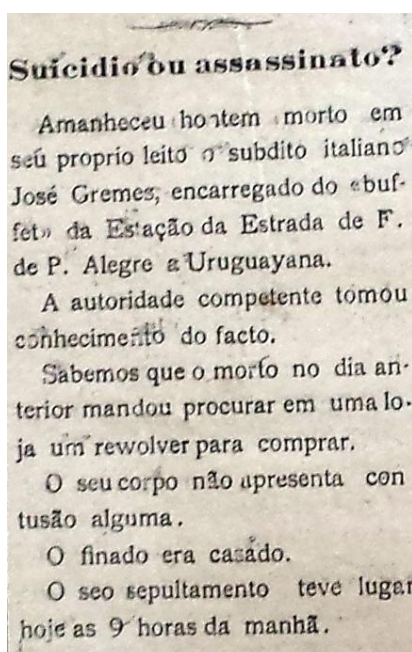 Suicidio ou assassinato?
Amanheceu hontem morto em
seu proprio leito o subdito italiano
José Gremes, encarregado do «buf-
fet» da Estação da Estrada de F.
de P. Alegre a Uruguayana.
A autoridade competente tomou
conhecimento do facto.
Sabemos que o morto no dia an-
terior mandou procurar em uma lo-
ja um rewolver para comprar.
O seu corpo não apresenta con
tusão alguma.
O finado era casado.
O seo sepultamento teve lugar
hoje as 9 horas da manhã.